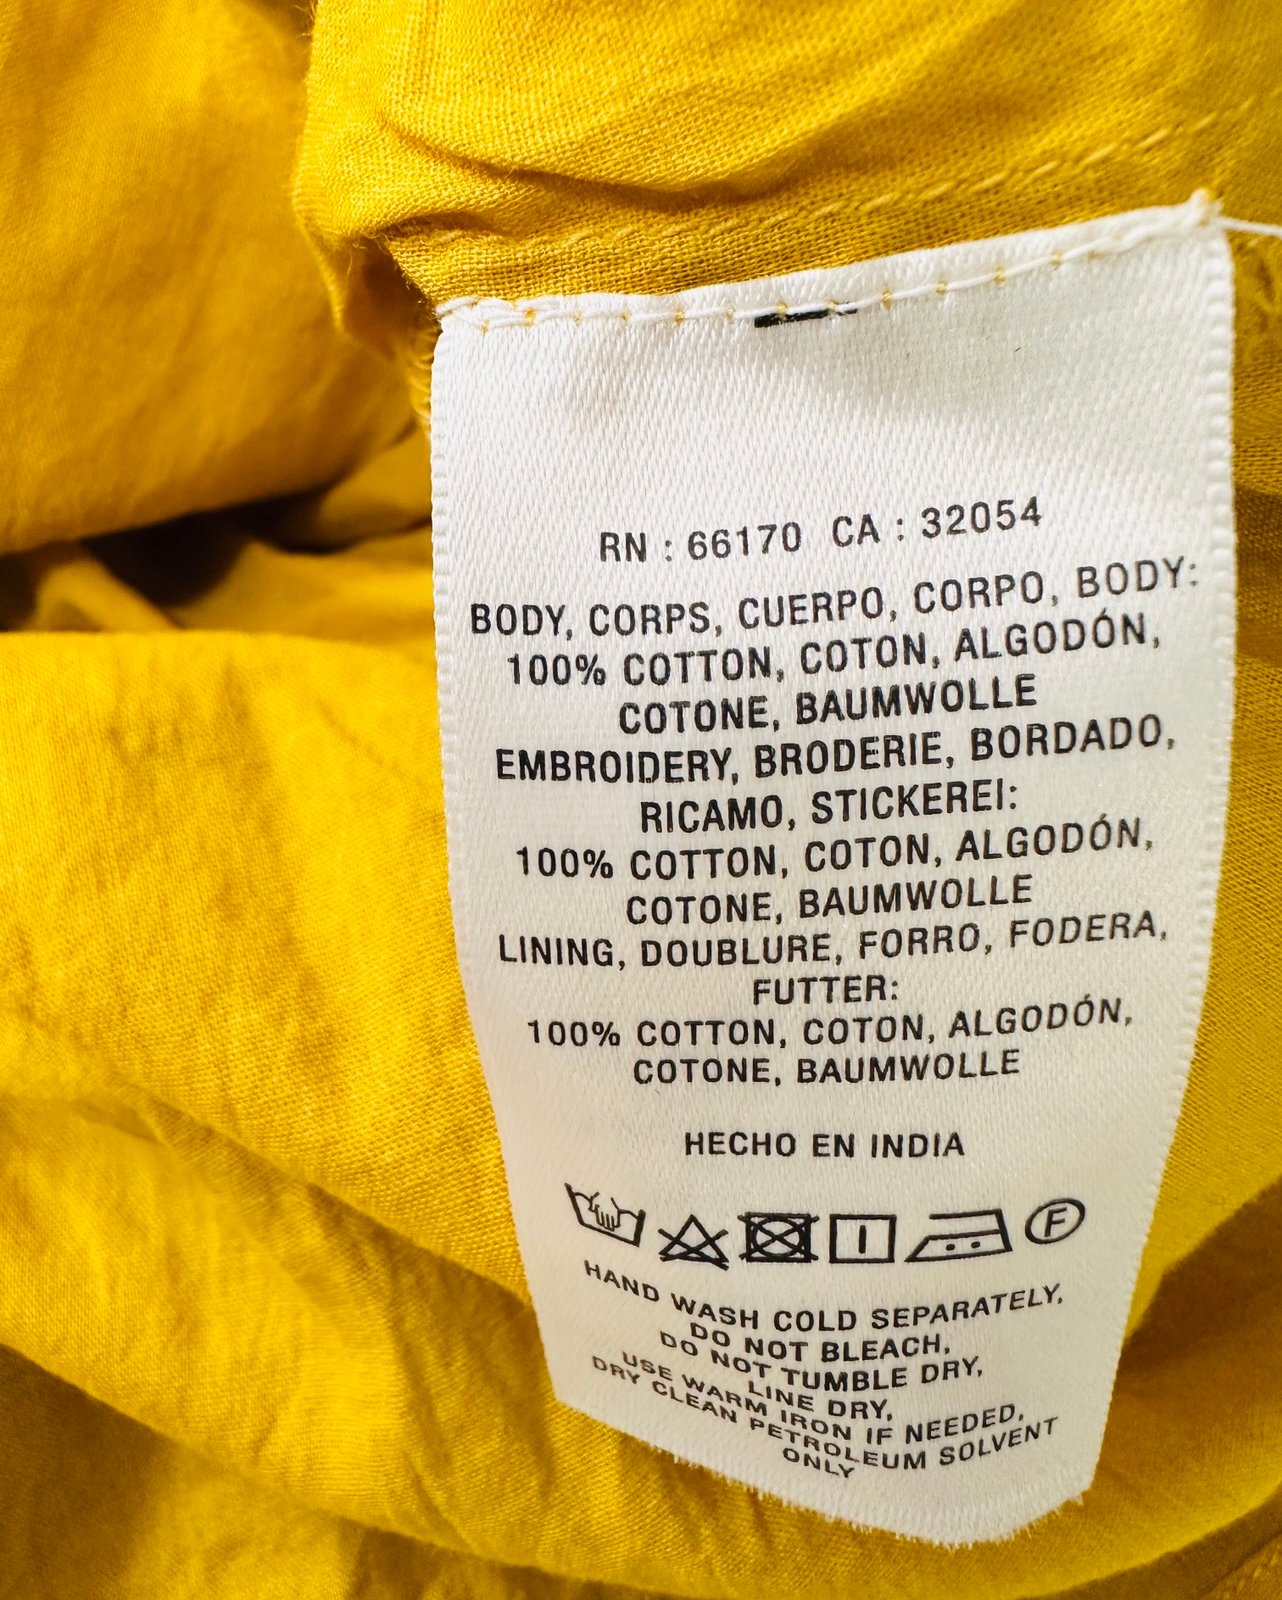 RN : 66170 CA : 32054
BODY, CORPS, CUERPO, CORPO, BODY:
100% COTTON, COTON, ALGODÓN,
COTONE, BAUMWOLLE
EMBROIDERY, BRODERIE, BORDADO,
RICAMO, STICKEREI:
100% COTTON, COTON, ALGODÓN,
COTONE, BAUMWOLLE
LINING, DOUBLURE, FORRO, FODERA,
FUTTER:
100% COTTON, COTON, ALGODÓN,
COTONE, BAUMWOLLE
HECHO EN INDIA
F
HAND WASH COLD SEPARATELY,
DO NOT BLEACH,
DO NOT TUMBLE DRY,
LINE DRY,
USE WARM IRON IF NEEDED,
DRY CLEAN PETROLEUM SOLVENT
ONLY